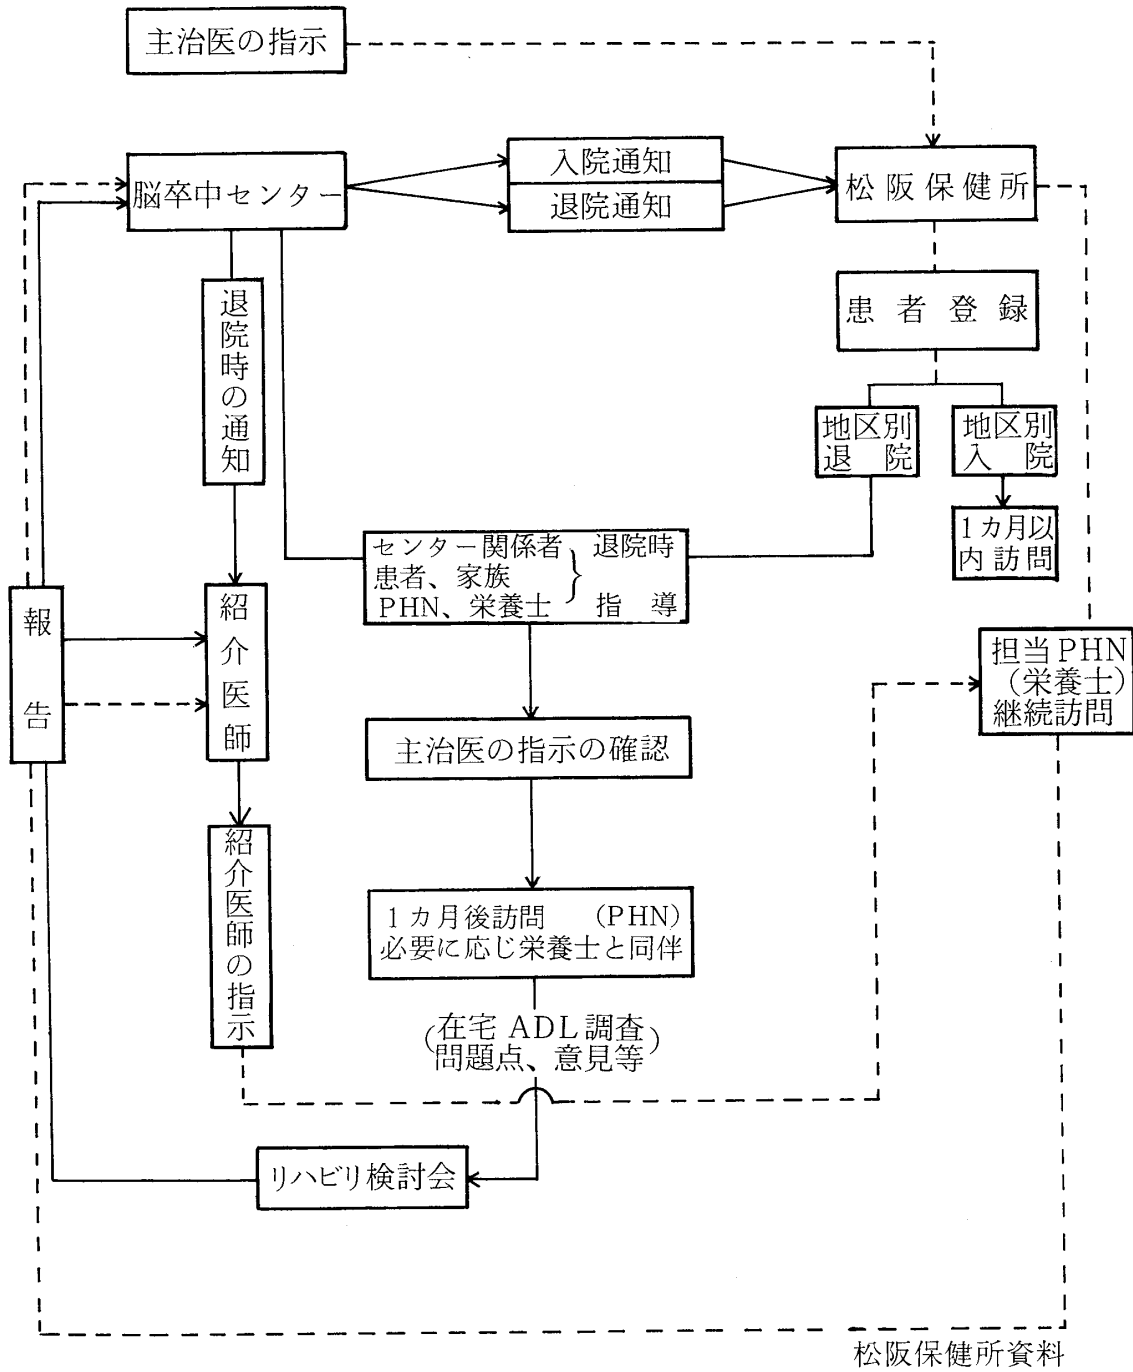 主治医の指示
脳卒中センター
入院通知
退院通知
松阪保健所
患者登録
退院時の通知
地区別
退院
地区別
入院
1カ月以
内訪問
センター関係者
患者、家族
PHN、栄養士
退院時
指導
報告
紹介医師
担当PHN
(栄養士)
継続訪問
主治医の指示の確認
紹介医師の指示
1カ月後訪問 (PHN)
必要に応じ栄養士と同伴
(在宅ADL調査
問題点、意見等)
リハビリ検討会
松阪保健所資料